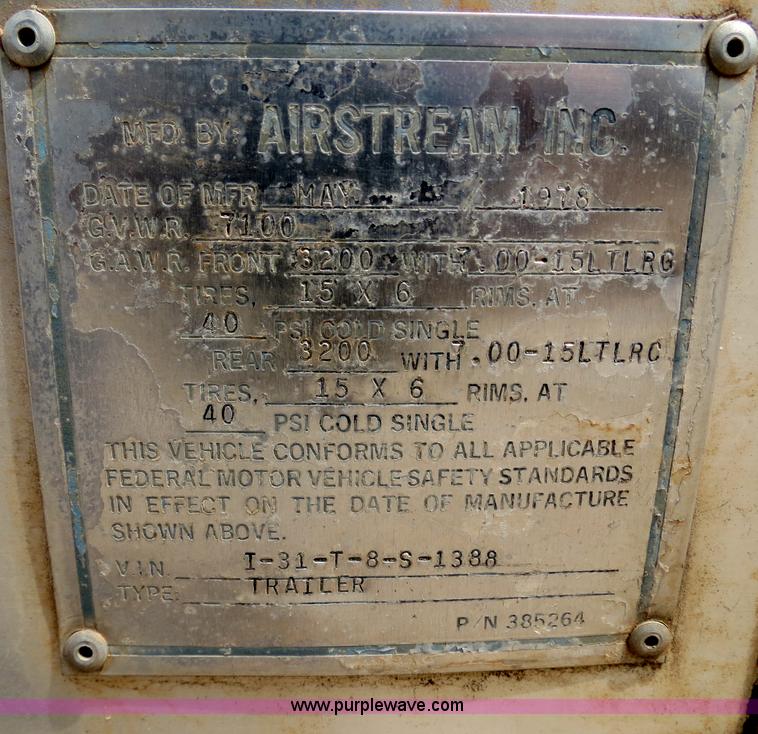 MFD. BY: AIRSTREAM INC.
DATE OF MFR MAY 1978
G.V.W.R. 7100
G.A.W.R. FRONT 3200 WITH 7.00-15LTLRC
TIRES, 15 X 6 RIMS. AT
40 PSI COLD SINGLE
REAR 3200 WITH 7.00-15LTLRC
TIRES, 15 X 6 RIMS. AT
40 PSI COLD SINGLE
THIS VEHICLE CONFORMS TO ALL APPLICABLE
FEDERAL MOTOR VEHICLE SAFETY STANDARDS
IN EFFECT ON THE DATE OF MANUFACTURE
SHOWN ABOVE.
V.I.N. I-31-T-8-S-1388
TYPE: TRAILER
P/N 385264
www.purplewave.com